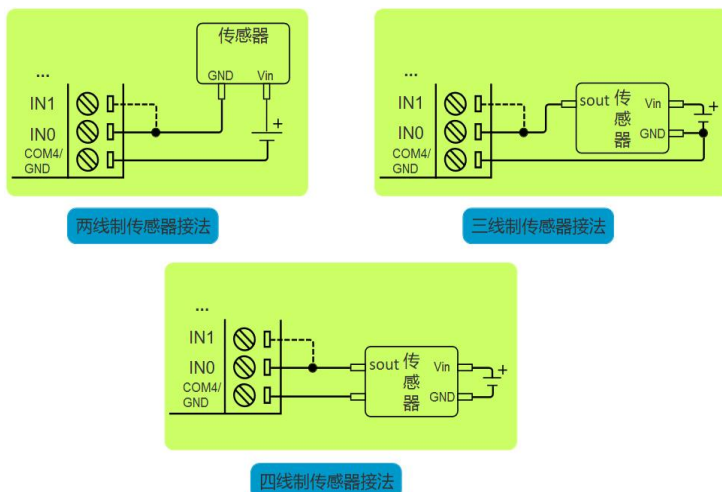 传感器
GND Vin
...
IN1
IN0
COM4/
GND
+
两线制传感器接法
...
IN1
IN0
COM4/
GND
sout
传感器
Vin
GND
+
三线制传感器接法
...
IN1
IN0
COM4/
GND
sout
传感器
Vin
GND
+
四线制传感器接法